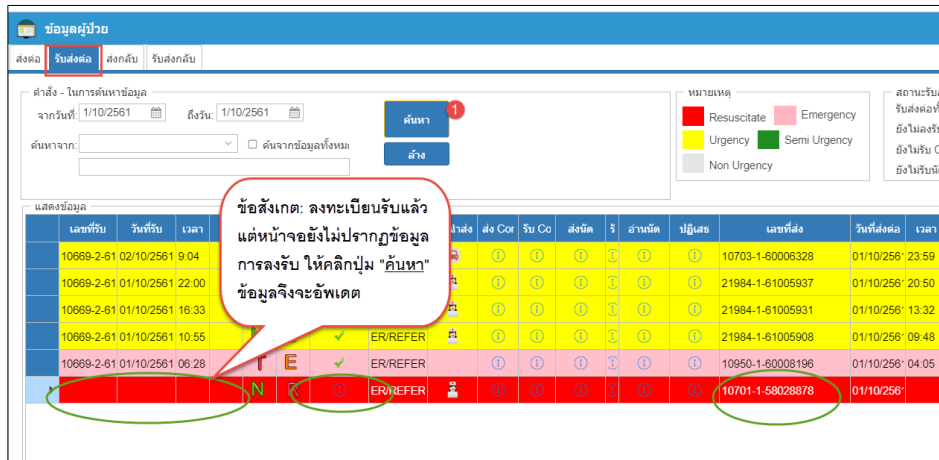 ข้อมูลผู้ป่วย
ส่งต่อ รับส่งต่อ ส่งกลับ รับส่งกลับ
คำสั่ง - ในการค้นหาข้อมูล
จากวันที่: 1/10/2561 ถึงวัน: 1/10/2561 ค้นหา 1
ค้นหาจาก: ค้นจากข้อมูลทั้งหม
ล้าง
หมายเหตุ
Resuscitate Emergency
Urgency Semi Urgency
Non Urgency
สถานะรับส
รับส่งต่อทั้
ยังไม่ลงรับ
ยังไม่รับ C
ยังไม่รับนัด
แสดงข้อมูล
ข้อสังเกต: ลงทะเบียนรับแล้ว
แต่หน้าจอยังไม่ปรากฏข้อมูล
การลงรับ ให้คลิกปุ่ม "ค้นหา"
ข้อมูลจึงจะอัพเดต
เลขที่รับ วันที่รับ เวลา นำส่ง ส่ง Cor รับ Co ส่งนัด รั อ่านนัด ปฏิเสธ เลขที่ส่ง วันที่ส่งต่อ เวลา
10669-2-61 02/10/2561 9:04 10703-1-60006328 01/10/256 23:59
10669-2-61 01/10/2561 22:00 21984-1-61005937 01/10/256 20:50
10669-2-61 01/10/2561 16:33 21984-1-61005931 01/10/256 13:32
10669-2-61 01/10/2561 10:55 ER/REFER 21984-1-61005908 01/10/256 09:48
10669-2-61 01/10/2561 06:28 T E ER/REFER 10950-1-60008196 01/10/256 04:05
N R ER/REFER 10701-1-58028878 01/10/256